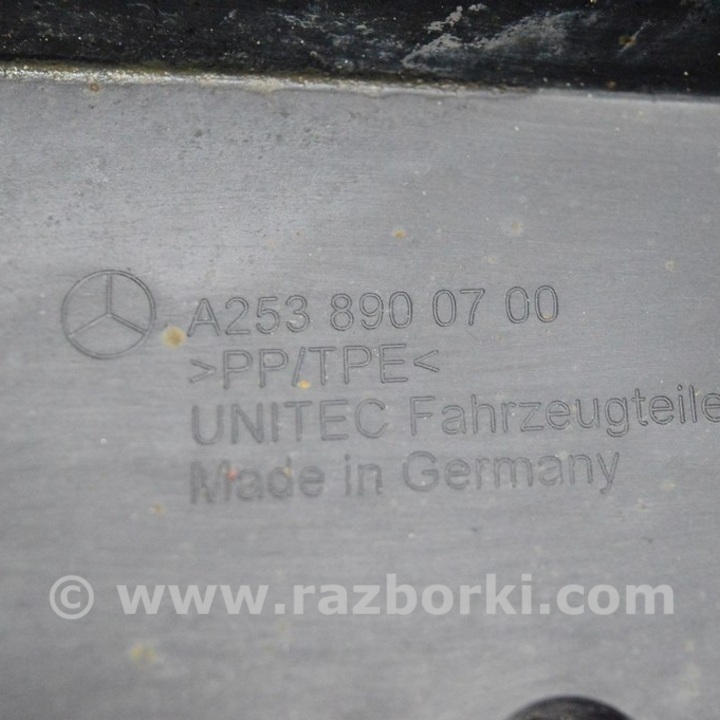 A253 890 07 00
>PP/TPE<
UNITEC Fahrzeugteile
Made in Germany
© www.razborki.com